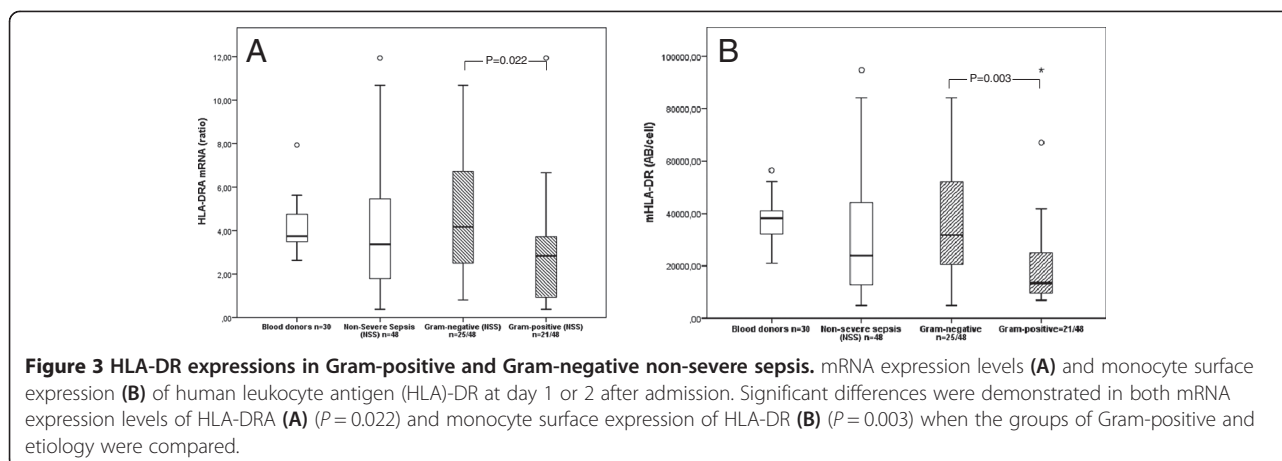 A
HLA-DRA mRNA (ratio)
12,00
10,00
8,00
6,00
4,00
2,00
,00
P=0.022
Blood donors n=30
Non-Severe Sepsis
(NSS) n=48
Gram-negative (NSS)
n=25/48
Gram-positive (NSS)
n=21/48
B
mHLA-DR (AB/cell)
100000,00
80000,00
60000,00
40000,00
20000,00
,00
P=0.003
*
Blood donors n=30
Non-severe sepsis
(NSS) n=48
Gram-negative
n=25/48
Gram-positive=21/48
Figure 3 HLA-DR expressions in Gram-positive and Gram-negative non-severe sepsis. mRNA expression levels (A) and monocyte surface
expression (B) of human leukocyte antigen (HLA)-DR at day 1 or 2 after admission. Significant differences were demonstrated in both mRNA
expression levels of HLA-DRA (A) (P = 0.022) and monocyte surface expression of HLA-DR (B) (P = 0.003) when the groups of Gram-positive and
etiology were compared.